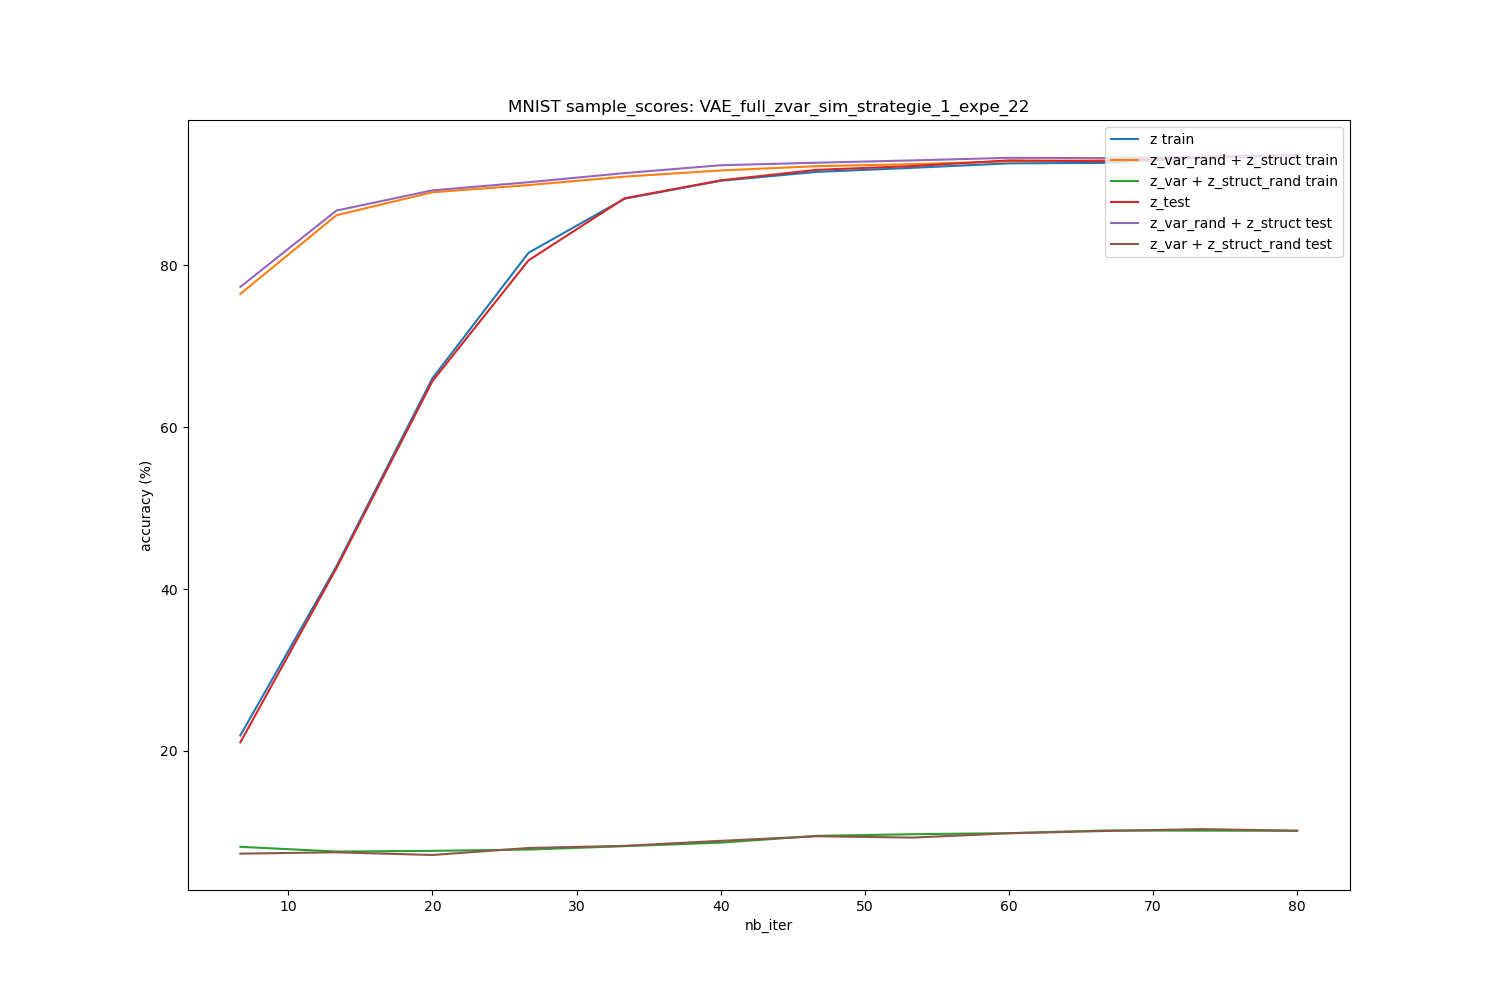 MNIST sample_scores: VAE_full_zvar_sim_strategie_1_expe_22
z train
z_var_rand + z_struct train
z_var + z_struct_rand train
z_test
z_var_rand + z_struct test
z_var + z_struct_rand test
accuracy (%)
80
60
40
20
10 20 30 40 50 60 70 80
nb_iter